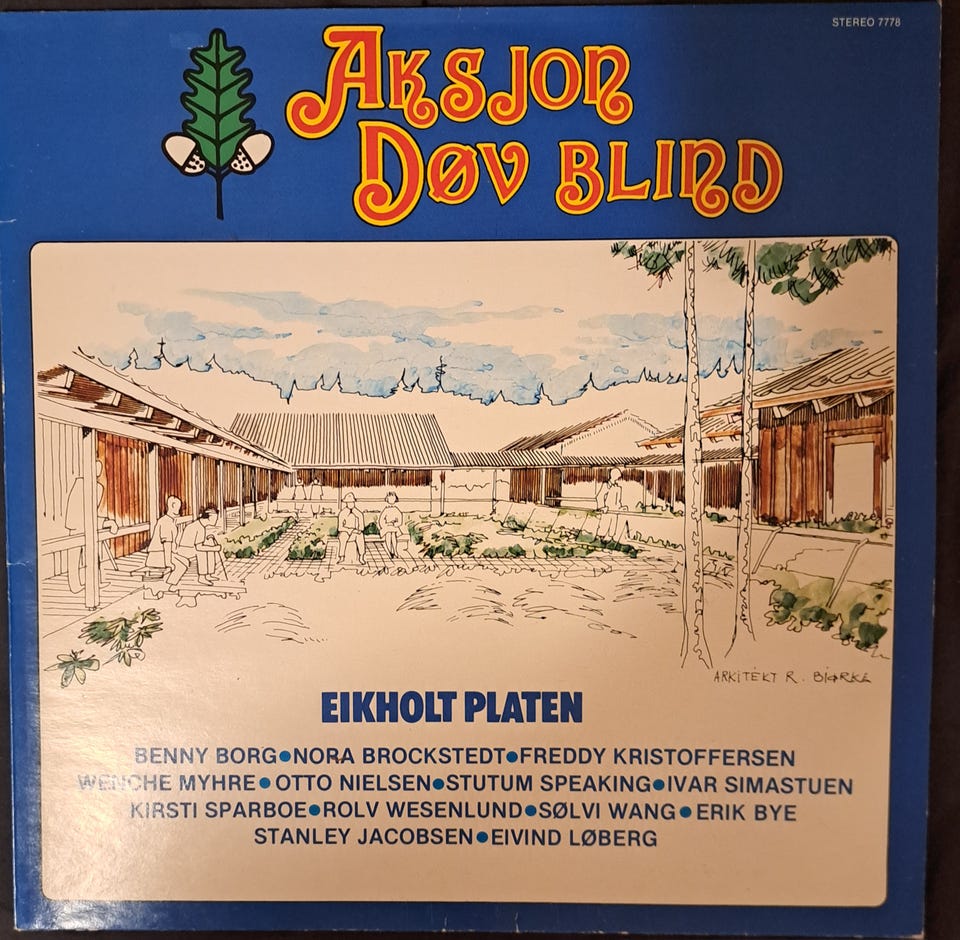 STEREO 7778
AKSJON
DØV BLIND
ARKITEKT R. BJØRKE
EIKHOLT PLATEN
BENNY BORG•NORA BROCKSTEDT•FREDDY KRISTOFFERSEN
WENCHE MYHRE•OTTO NIELSEN•STUTUM SPEAKING•IVAR SIMASTUEN
KIRSTI SPARBOE•ROLV WESENLUND•SØLVI WANG•ERIK BYE
STANLEY JACOBSEN•EIVIND LØBERG